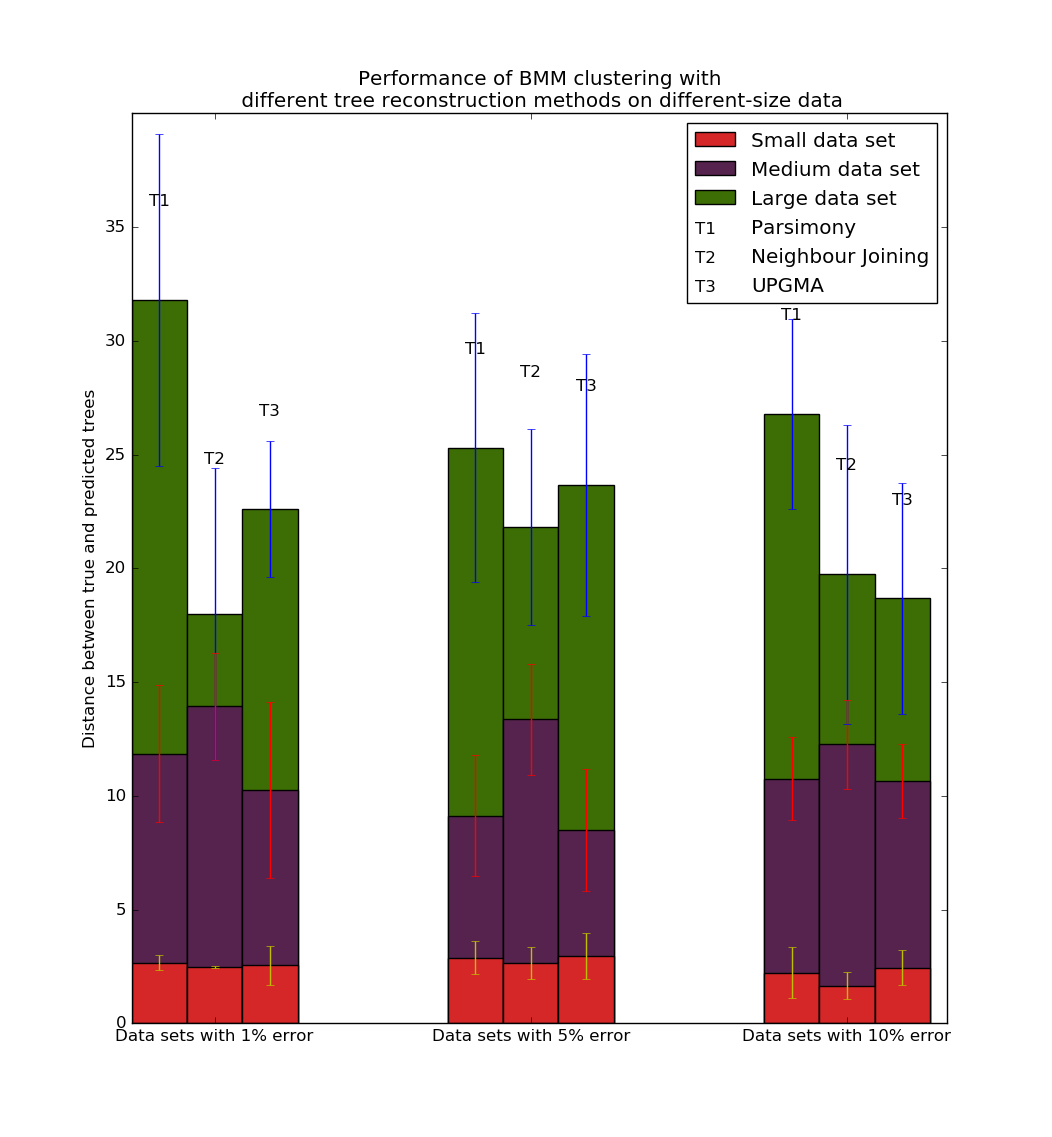 Performance of BMM clustering with
different tree reconstruction methods on different-size data
Small data set
Medium data set
Large data set
T1 Parsimony
T2 Neighbour Joining
T3 UPGMA
Distance between true and predicted trees
35
30
25
20
15
10
5
0
T1
T2
T3
T1
T2
T3
T1
T2
T3
Data sets with 1% error
Data sets with 5% error
Data sets with 10% error